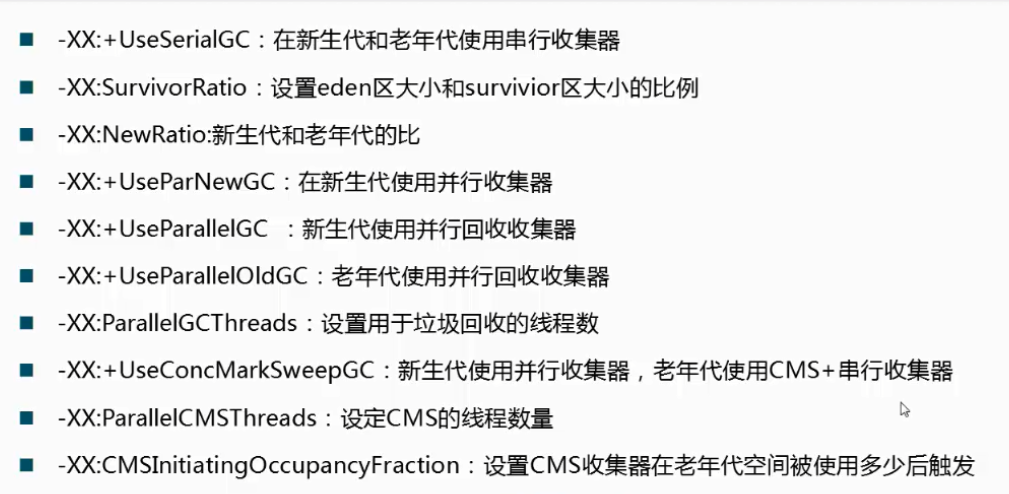 -XX:+UseSerialGC：在新生代和老年代使用串行收集器
-XX:SurvivorRatio：设置eden区大小和survivior区大小的比例
-XX:NewRatio:新生代和老年代的比
-XX:+UseParNewGC：在新生代使用并行收集器
-XX:+UseParallelGC ：新生代使用并行回收收集器
-XX:+UseParallelOldGC：老年代使用并行回收收集器
-XX:ParallelGCThreads：设置用于垃圾回收的线程数
-XX:+UseConcMarkSweepGC：新生代使用并行收集器，老年代使用CMS+串行收集器
-XX:ParallelCMSThreads：设定CMS的线程数量
-XX:CMSInitiatingOccupancyFraction：设置CMS收集器在老年代空间被使用多少后触发